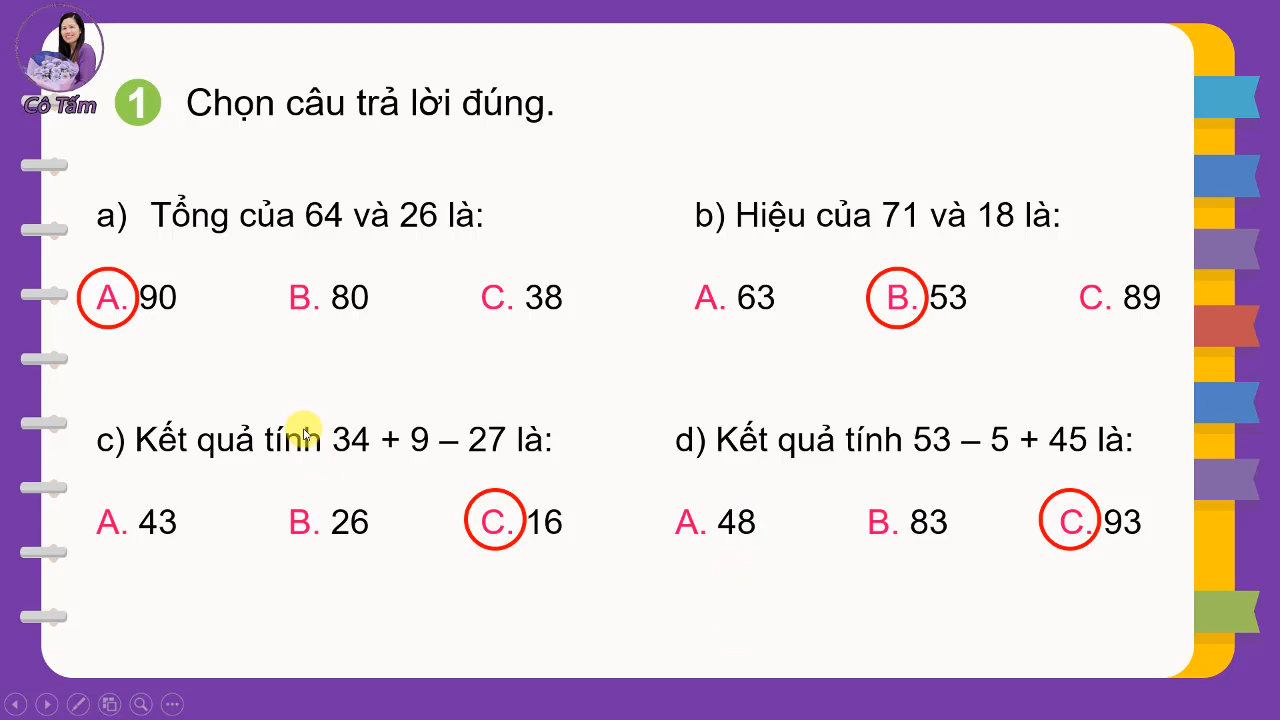 Cô Tấm
1 Chọn câu trả lời đúng.
a) Tổng của 64 và 26 là:
A. 90 B. 80 C. 38
b) Hiệu của 71 và 18 là:
A. 63 B. 53 C. 89
c) Kết quả tính 34 + 9 – 27 là:
A. 43 B. 26 C. 16
d) Kết quả tính 53 – 5 + 45 là:
A. 48 B. 83 C. 93